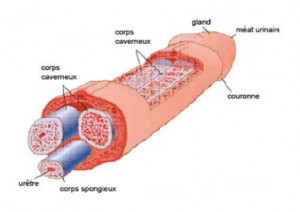 gland
méat urinaire
corps
caverneux
corps
caverneux
couronne
urètre
corps spongieux